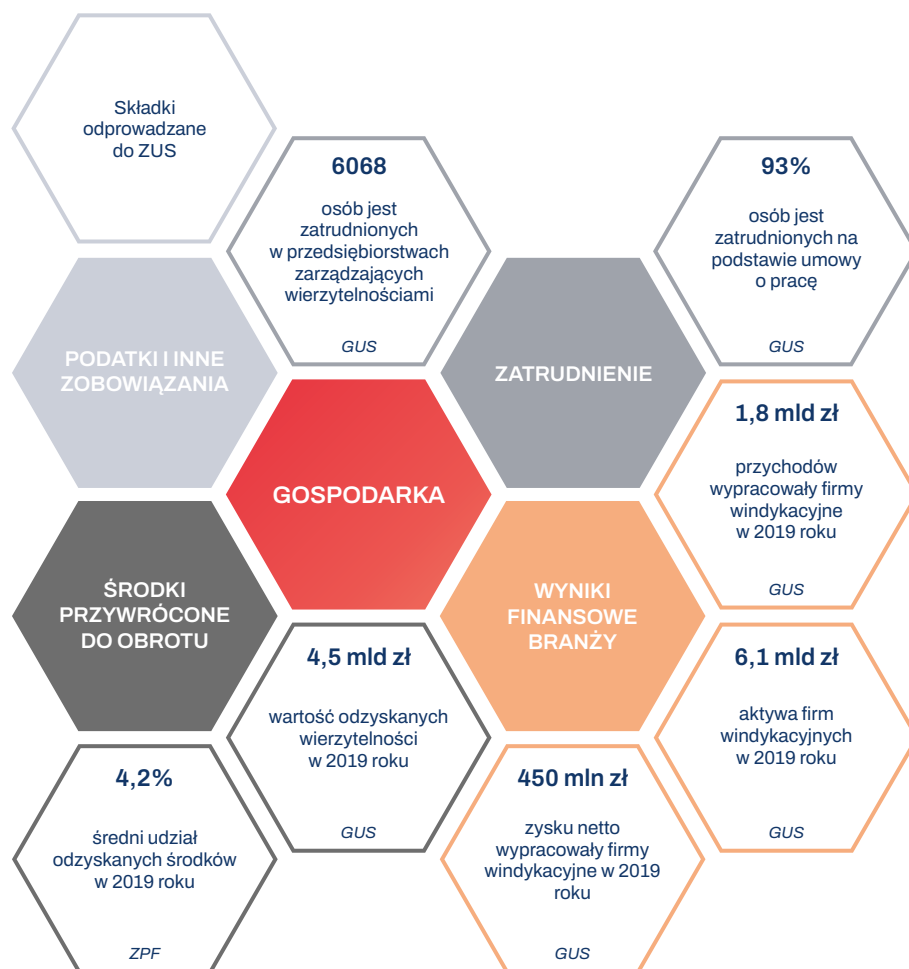 Składki
odprowadzane
do ZUS
6068
osób jest
zatrudnionych
w przedsiębiorstwach
zarządzających
wierzytelnościami
GUS
93%
osób jest
zatrudnionych na
podstawie umowy
o pracę
GUS
PODATKI I INNE
ZOBOWIĄZANIA
ZATRUDNIENIE
GOSPODARKA
1,8 mld zł
przychodów
wypracowały firmy
windykacyjne
w 2019 roku
GUS
ŚRODKI
PRZYWRÓCONE
DO OBROTU
WYNIKI
FINANSOWE
BRANŻY
4,5 mld zł
wartość odzyskanych
wierzytelności
w 2019 roku
GUS
6,1 mld zł
aktywa firm
windykacyjnych
w 2019 roku
GUS
4,2%
średni udział
odzyskanych środków
w 2019 roku
ZPF
450 mln zł
zysku netto
wypracowały firmy
windykacyjne w 2019
roku
GUS